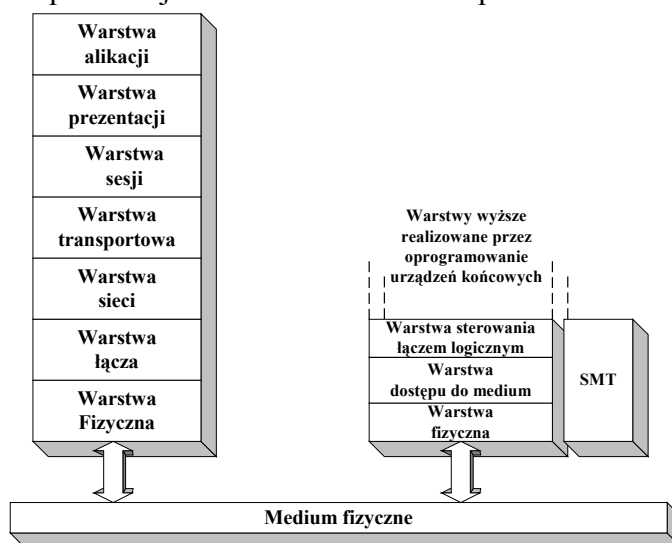 Warstwa
alikacji
Warstwa
prezentacji
Warstwa
sesji
Warstwa
transportowa
Warstwa
sieci
Warstwa
łącza
Warstwa
Fizyczna
Warstwy wyższe
realizowane przez
oprogramowanie
urządzeń końcowych
Warstwa sterowania
łączem logicznym
Warstwa
dostępu do medium
Warstwa
fizyczna
SMT
Medium fizyczne